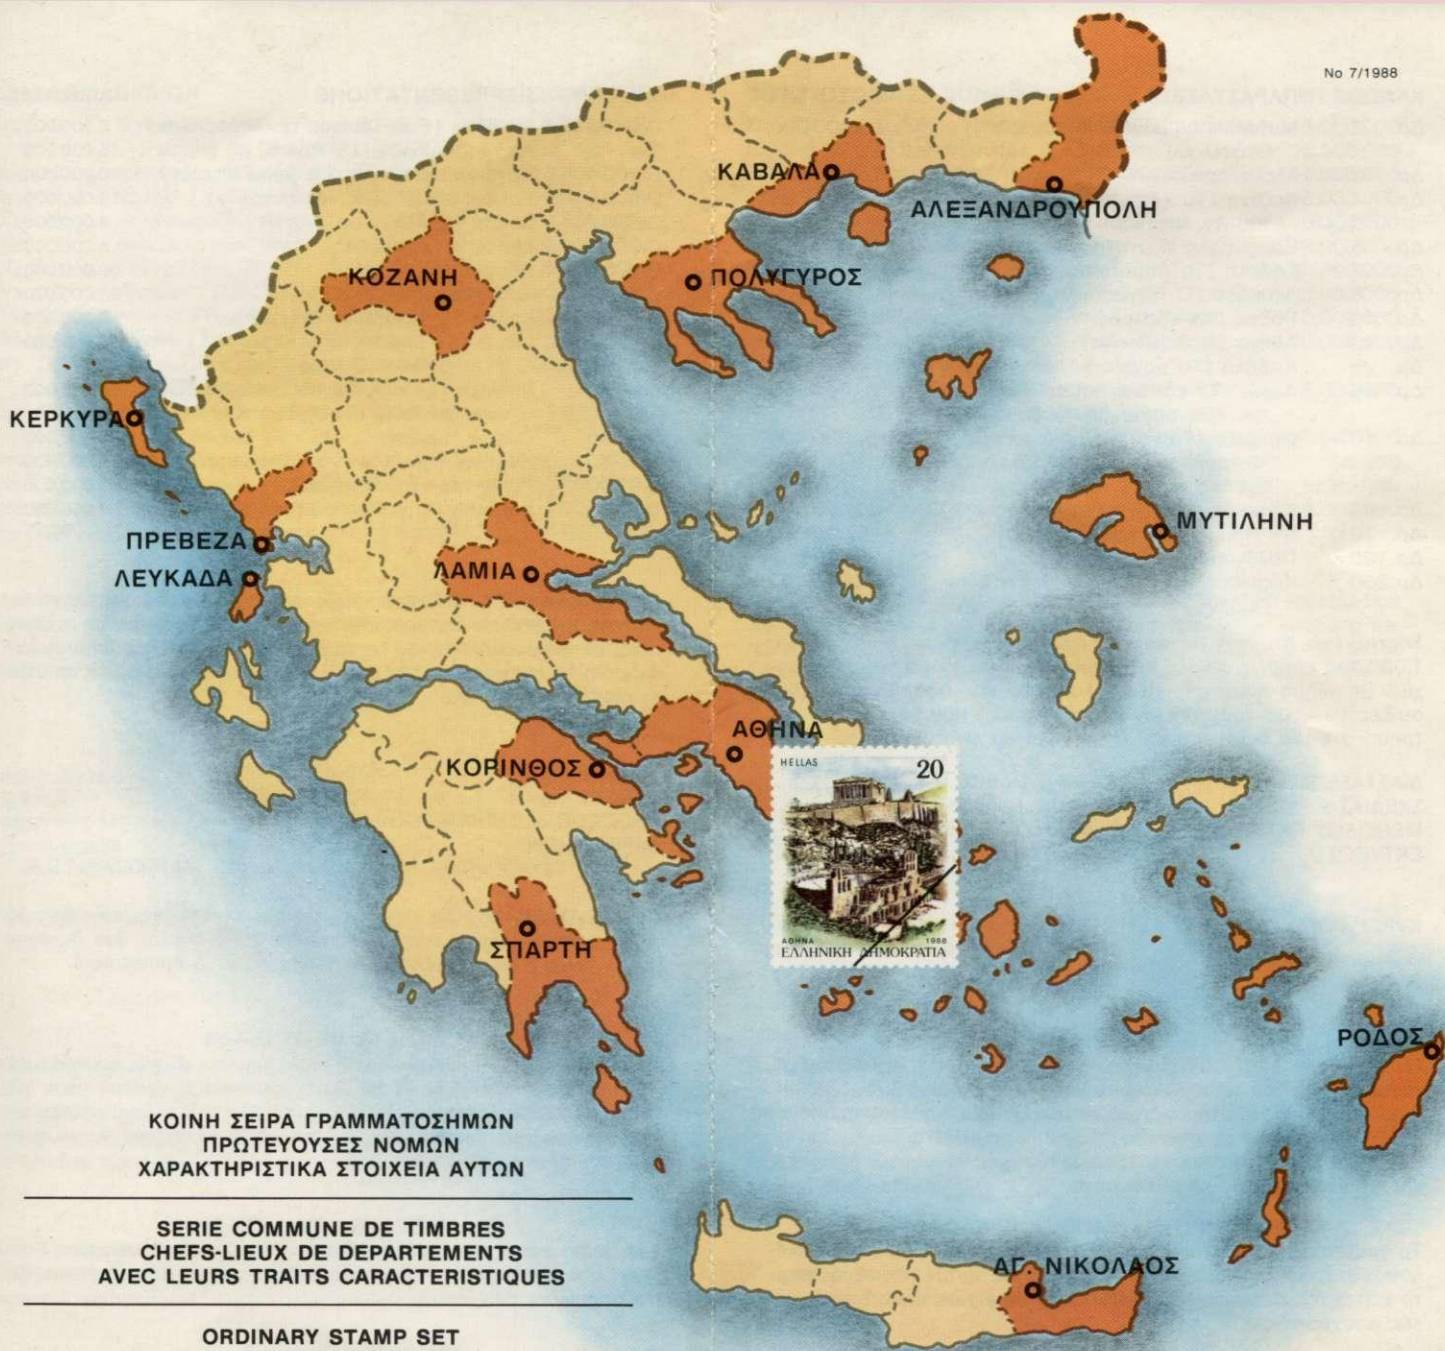 No 7/1988
ΚΑΒΑΛΑ
ΑΛΕΞΑΝΔΡΟΥΠΟΛΗ
ΚΟΖΑΝΗ
ΠΟΛΥΓΥΡΟΣ
ΚΕΡΚΥΡΑ
ΠΡΕΒΕΖΑ
ΜΥΤΙΛΗΝΗ
ΛΕΥΚΑΔΑ
ΛΑΜΙΑ
ΑΘΗΝΑ
ΚΟΡΙΝΘΟΣ
HELLAS
20
ΑΘΗΝΑ
1988
ΕΛΛΗΝΙΚΗ ΔΗΜΟΚΡΑΤΙΑ
ΣΠΑΡΤΗ
ΡΟΔΟΣ
ΑΓ. ΝΙΚΟΛΑΟΣ
ΚΟΙΝΗ ΣΕΙΡΑ ΓΡΑΜΜΑΤΟΣΗΜΩΝ
ΠΡΩΤΕΥΟΥΣΕΣ ΝΟΜΩΝ
ΧΑΡΑΚΤΗΡΙΣΤΙΚΑ ΣΤΟΙΧΕΙΑ ΑΥΤΩΝ
SERIE COMMUNE DE TIMBRES
CHEFS-LIEUX DE DEPARTEMENTS
AVEC LEURS TRAITS CARACTERISTIQUES
ORDINARY STAMP SET